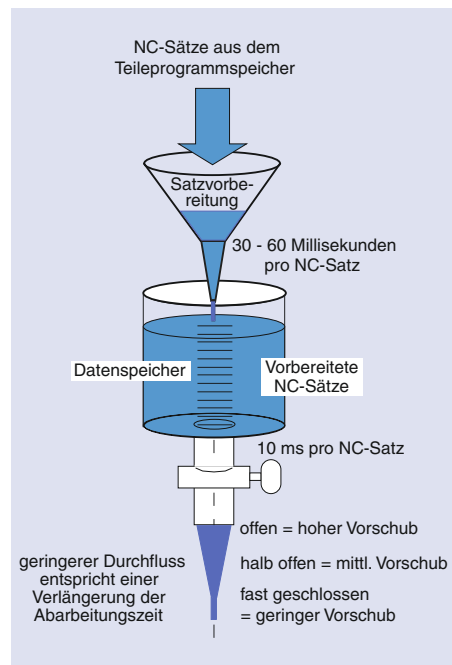 NC-Sätze aus dem
Teileprogrammspeicher
Satzvorbe-
reitung
30 - 60 Millisekunden
pro NC-Satz
Datenspeicher
Vorbereitete
NC-Sätze
10 ms pro NC-Satz
offen = hoher Vorschub
geringerer Durchfluss
entspricht einer
Verlängerung der
Abarbeitungszeit
halb offen = mittl. Vorschub
fast geschlossen
= geringer Vorschub